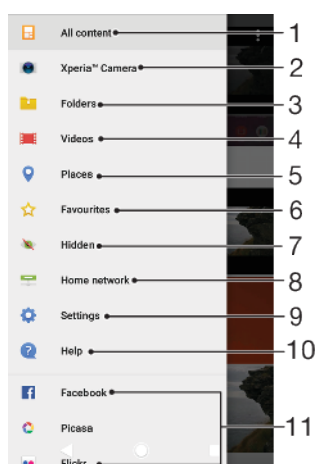 All content 1
Xperia™ Camera 2
Folders 3
Videos 4
Places 5
Favourites 6
Hidden 7
Home network 8
Settings 9
? Help 10
f Facebook
Picasa 11
Flickr